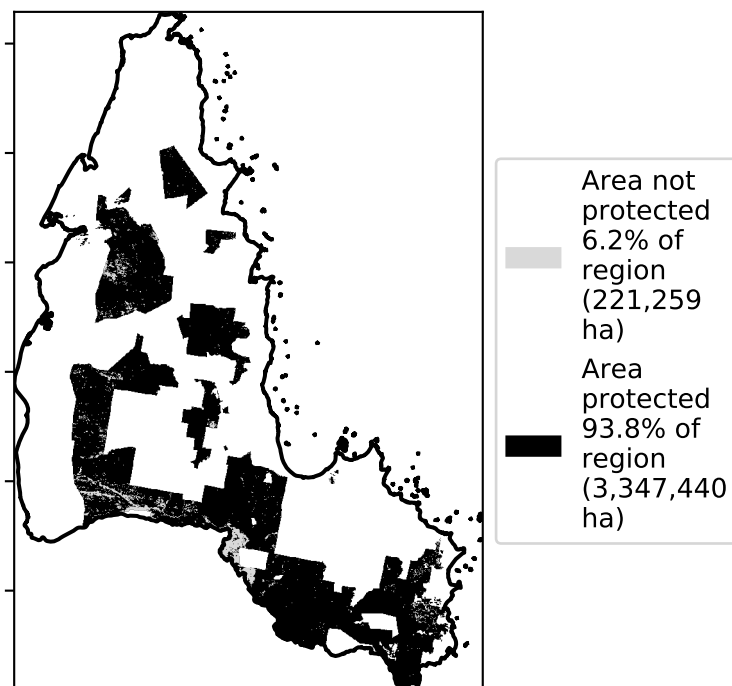 Area not
protected
6.2% of
region
(221,259
ha)
Area
protected
93.8% of
region
(3,347,440
ha)